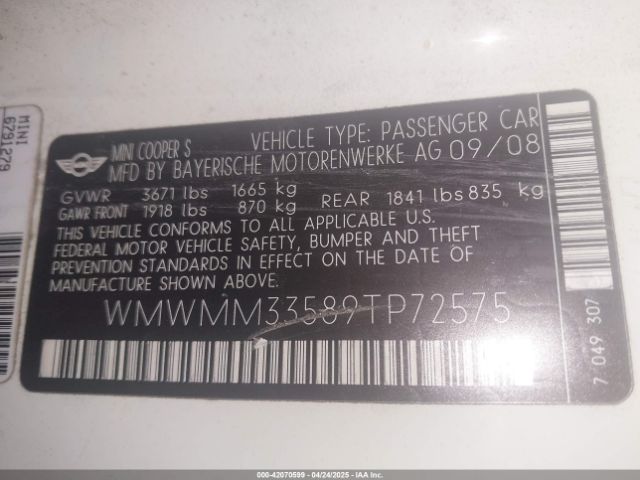 MINI COOPER S VEHICLE TYPE: PASSENGER CAR
MFD BY BAYERISCHE MOTORENWERKE AG 09/08
GVWR 3671 lbs 1665 kg
GAWR FRONT 1918 lbs 870 kg REAR 1841 lbs 835 kg
THIS VEHICLE CONFORMS TO ALL APPLICABLE U.S.
FEDERAL MOTOR VEHICLE SAFETY, BUMPER AND THEFT
PREVENTION STANDARDS IN EFFECT ON THE DATE OF
MANUFACTURE SHOWN ABOVE.
WMWMM33589TP72575
7 049 307
MINI
6291279
000-42070599 - 04/24/2025 - IAA Inc.